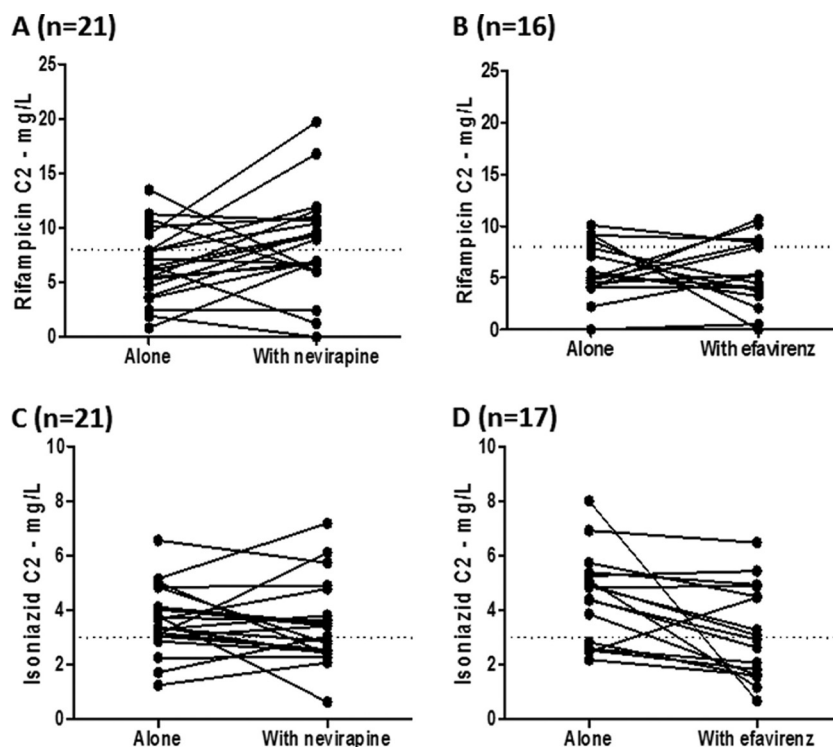 A (n=21)
Rifampicin C2 - mg/L
25
20
15
10
5
0
Alone
With nevirapine
B (n=16)
Rifampicin C2 - mg/L
25
20
15
10
5
0
Alone
With efavirenz
C (n=21)
Isoniazid C2 - mg/L
10
8
6
4
2
0
Alone
With nevirapine
D (n=17)
Isoniazid C2 - mg/L
10
8
6
4
2
0
Alone
With efavirenz